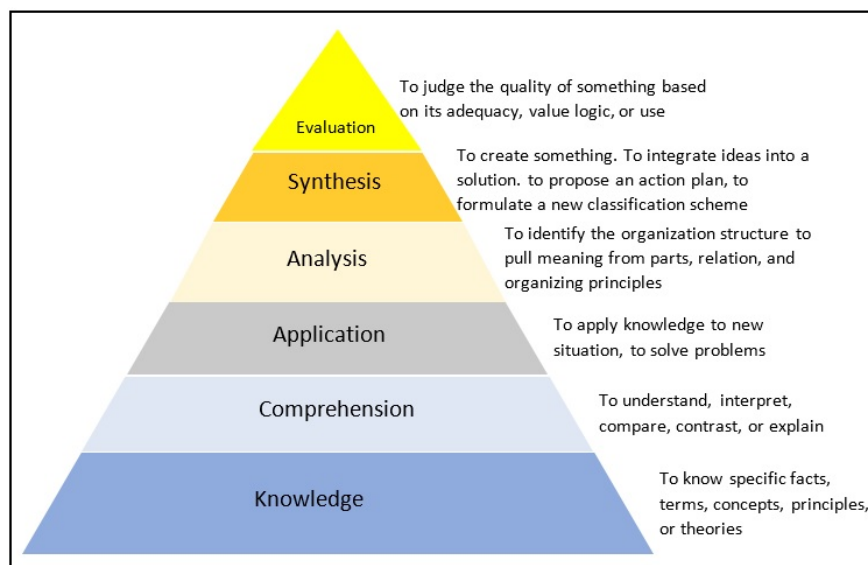 To judge the quality of something based
on its adequacy, value logic, or use
Evaluation
To create something. To integrate ideas into a
solution. to propose an action plan, to
formulate a new classification scheme
Synthesis
To identify the organization structure to
pull meaning from parts, relation, and
organizing principles
Analysis
To apply knowledge to new
situation, to solve problems
Application
To understand, interpret,
compare, contrast, or explain
Comprehension
To know specific facts,
terms, concepts, principles,
or theories
Knowledge